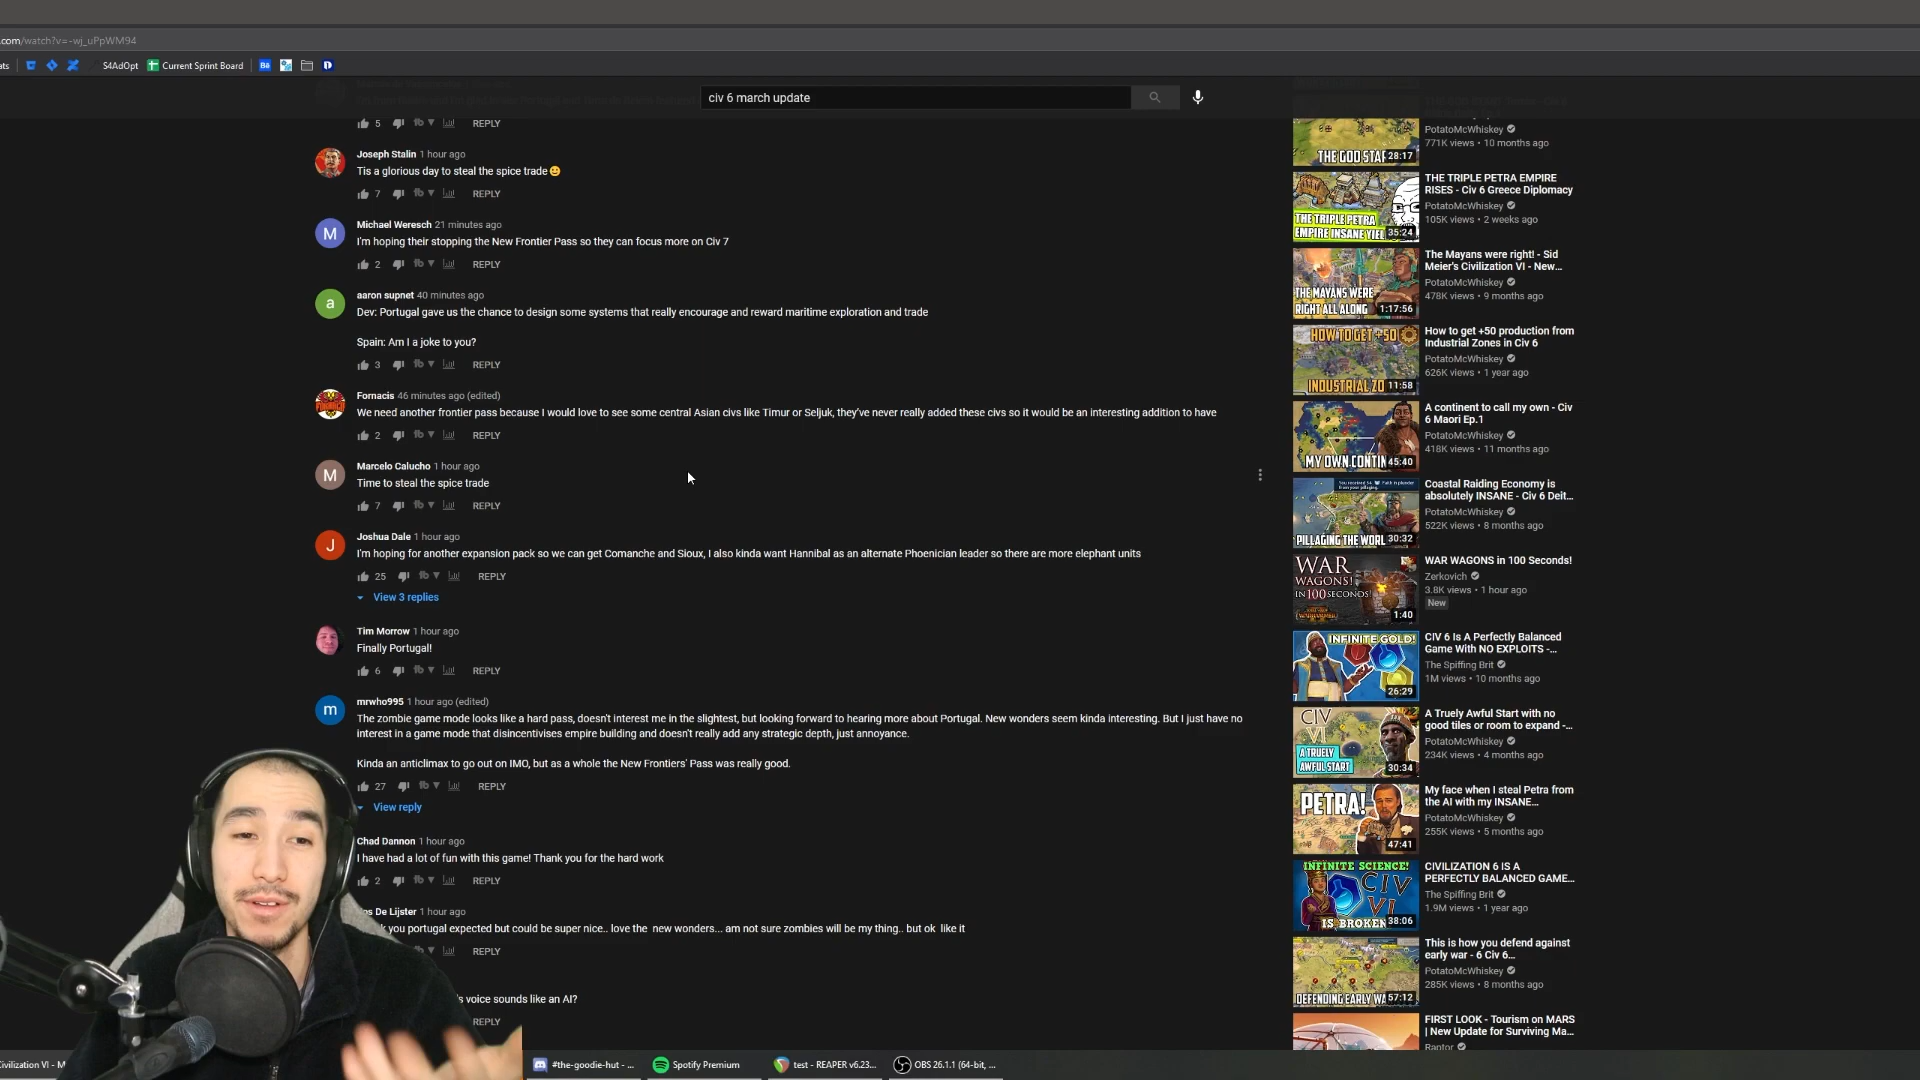 .com/watch?v=-wj_uPpWM94
ats
S4AdOpt
Current Sprint Board
Bē
D
civ 6 march update
5
REPLY
Joseph Stalin 1 hour ago
Tis a glorious day to steal the spice trade😃
7
REPLY
M
Michael Weresch 21 minutes ago
I'm hoping their stopping the New Frontier Pass so they can focus more on Civ 7
2
REPLY
a
aaron supnet 40 minutes ago
Dev: Portugal gave us the chance to design some systems that really encourage and reward maritime exploration and trade
Spain: Am I a joke to you?
3
REPLY
Fornacis 46 minutes ago (edited)
We need another frontier pass because I would love to see some central Asian civs like Timur or Seljuk, they've never really added these civs so it would be an interesting addition to have
2
REPLY
M
Marcelo Calucho 1 hour ago
Time to steal the spice trade
7
REPLY
J
Joshua Dale 1 hour ago
I'm hoping for another expansion pack so we can get Comanche and Sioux, I also kinda want Hannibal as an alternate Phoenician leader so there are more elephant units
25
REPLY
View 3 replies
Tim Morrow 1 hour ago
Finally Portugal!
6
REPLY
m
mrwho995 1 hour ago (edited)
The zombie game mode looks like a hard pass, doesn't interest me in the slightest, but looking forward to hearing more about Portugal. New wonders seem kinda interesting. But I just have no
interest in a game mode that disincentivises empire building and doesn't really add any strategic depth, just annoyance.
Kinda an anticlimax to go out on IMO, but as a whole the New Frontiers' Pass was really good.
27
REPLY
View reply
Chad Dannon 1 hour ago
I have had a lot of fun with this game! Thank you for the hard work
2
REPLY
De Lijster 1 hour ago
you portugal expected but could be super nice.. love the new wonders... am not sure zombies will be my thing.. but ok like it
REPLY
's voice sounds like an AI?
REPLY
THE GOD STAR
28:17
PotatoMcWhiskey
771K views • 10 months ago
THE TRIPLE PETRA
EMPIRE INSANE YIEL
35:24
THE TRIPLE PETRA EMPIRE
RISES - Civ 6 Greece Diplomacy
PotatoMcWhiskey
105K views • 2 weeks ago
THE MAYANS WERE
RIGHT ALL ALONG
1:17:56
The Mayans were right! - Sid
Meier's Civilization VI - New...
PotatoMcWhiskey
478K views • 9 months ago
HOW TO GET +50
INDUSTRIAL ZO
11:58
How to get +50 production from
Industrial Zones in Civ 6
PotatoMcWhiskey
626K views • 1 year ago
MY OWN CONTIN
45:40
A continent to call my own - Civ
6 Maori Ep.1
PotatoMcWhiskey
418K views • 11 months ago
PILLAGING THE WORL
30:32
Coastal Raiding Economy is
absolutely INSANE - Civ 6 Deit...
PotatoMcWhiskey
522K views • 8 months ago
WAR
WAGONS!
IN 100 SECONDS!
1:40
WAR WAGONS in 100 Seconds!
Zerkovich
3.8K views • 1 hour ago
New
INFINITE GOLD!
26:29
CIV 6 Is A Perfectly Balanced
Game With NO EXPLOITS -...
The Spiffing Brit
1M views • 10 months ago
CIV
VI
A TRUELY
AWFUL START
30:34
A Truely Awful Start with no
good tiles or room to expand -...
PotatoMcWhiskey
234K views • 4 months ago
PETRA!
47:41
My face when I steal Petra from
the AI with my INSANE...
PotatoMcWhiskey
255K views • 5 months ago
INFINITE SCIENCE!
CIV
VI
IS BROKEN
38:06
CIVILIZATION 6 IS A
PERFECTLY BALANCED GAME...
The Spiffing Brit
1.9M views • 1 year ago
DEFENDING EARLY WA
57:12
This is how you defend against
early war - 6 Civ 6...
PotatoMcWhiskey
285K views • 8 months ago
FIRST LOOK - Tourism on MARS
| New Update for Surviving Ma...
Raptor
ivilization VI - M
#the-goodie-hut - ...
Spotify Premium
test - REAPER v6.23...
OBS 26.1.1 (64-bit, ...